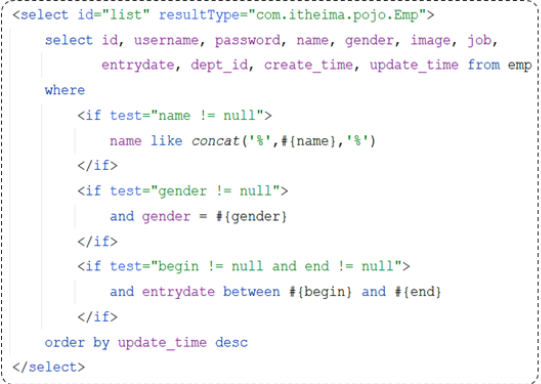 <select id="list" resultType="com.itheima.pojo.Emp">
    select id, username, password, name, gender, image, job,
           entrydate, dept_id, create_time, update_time from emp
    where
        <if test="name != null">
            name like concat('%',#{name},'%')
        </if>
        <if test="gender != null">
            and gender = #{gender}
        </if>
        <if test="begin != null and end != null">
            and entrydate between #{begin} and #{end}
        </if>
    order by update_time desc
</select>